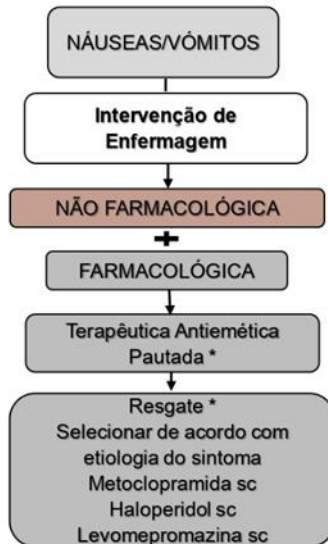 NÁUSEAS/VÓMITOS
Intervenção de
Enfermagem
NÃO FARMACOLÓGICA
+
FARMACOLÓGICA
Terapêutica Antiemética
Pautada *
Resgate *
Selecionar de acordo com
etiologia do sintoma
Metoclopramida sc
Haloperidol sc
Levomepromazina sc